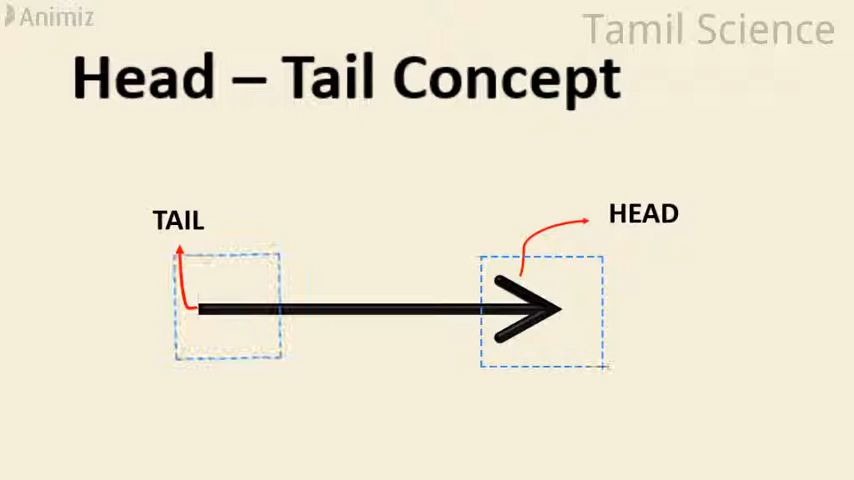 Animiz
Tamil Science
Head – Tail Concept
TAIL
HEAD